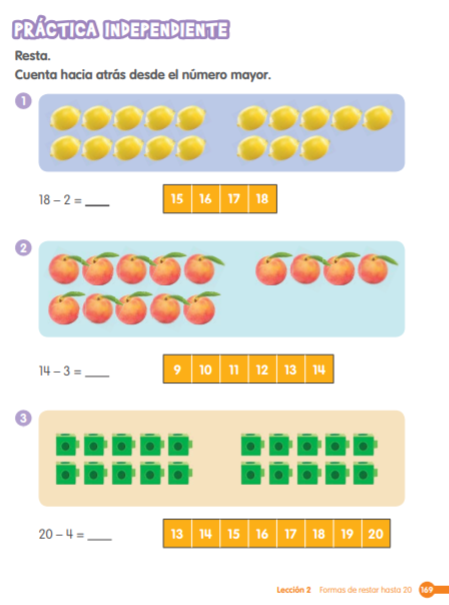 PRÁCTICA INDEPENDIENTE
Resta.
Cuenta hacia atrás desde el número mayor.
1
18 – 2 = ____
15 16 17 18
2
14 – 3 = ____
9 10 11 12 13 14
3
20 – 4 = ____
13 14 15 16 17 18 19 20
Lección 2 Formas de restar hasta 20 169